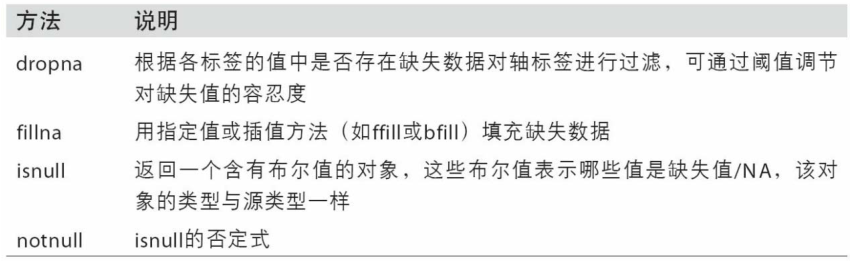 方法 说明
dropna 根据各标签的值中是否存在缺失数据对轴标签进行过滤，可通过阈值调节
对缺失值的容忍度
fillna 用指定值或插值方法（如ffill或bfill）填充缺失数据
isnull 返回一个含有布尔值的对象，这些布尔值表示哪些值是缺失值/NA，该对
象的类型与源类型一样
notnull isnull的否定式